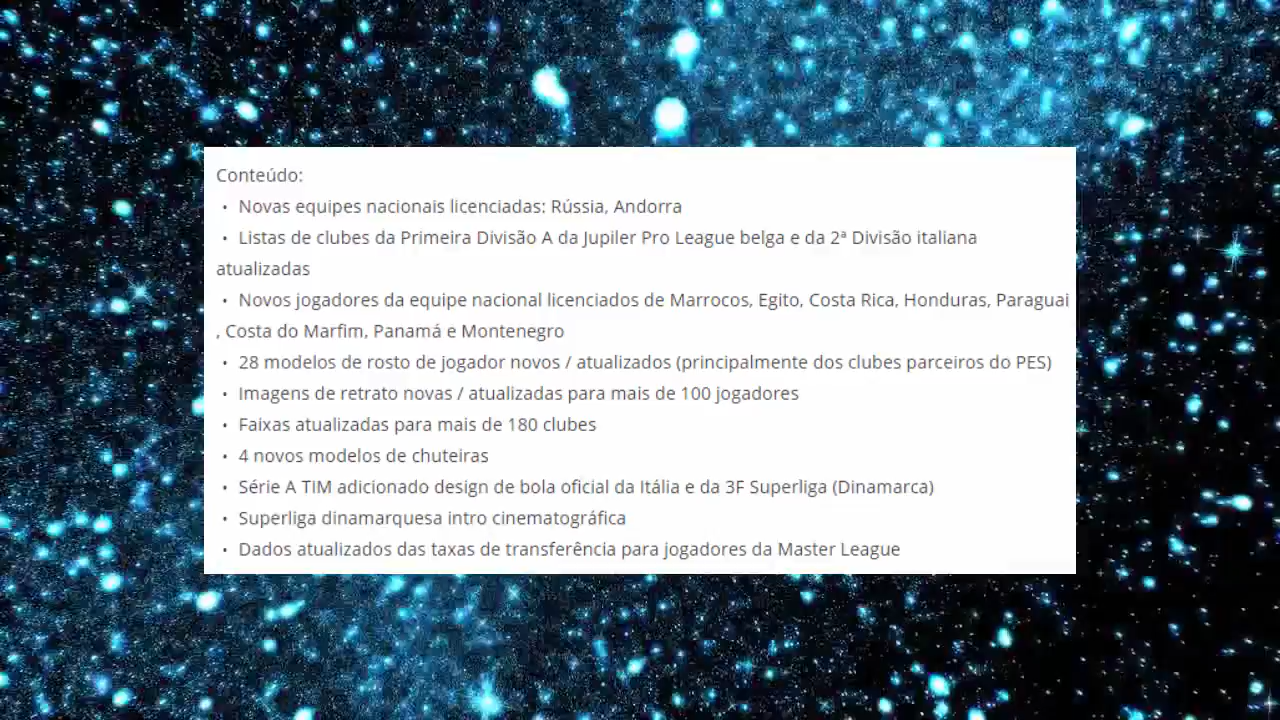 Conteúdo:
• Novas equipes nacionais licenciadas: Rússia, Andorra
• Listas de clubes da Primeira Divisão A da Jupiler Pro League belga e da 2ª Divisão italiana
atualizadas
• Novos jogadores da equipe nacional licenciados de Marrocos, Egito, Costa Rica, Honduras, Paraguai
, Costa do Marfim, Panamá e Montenegro
• 28 modelos de rosto de jogador novos / atualizados (principalmente dos clubes parceiros do PES)
• Imagens de retrato novas / atualizadas para mais de 100 jogadores
• Faixas atualizadas para mais de 180 clubes
• 4 novos modelos de chuteiras
• Série A TIM adicionado design de bola oficial da Itália e da 3F Superliga (Dinamarca)
• Superliga dinamarquesa intro cinematográfica
• Dados atualizados das taxas de transferência para jogadores da Master League